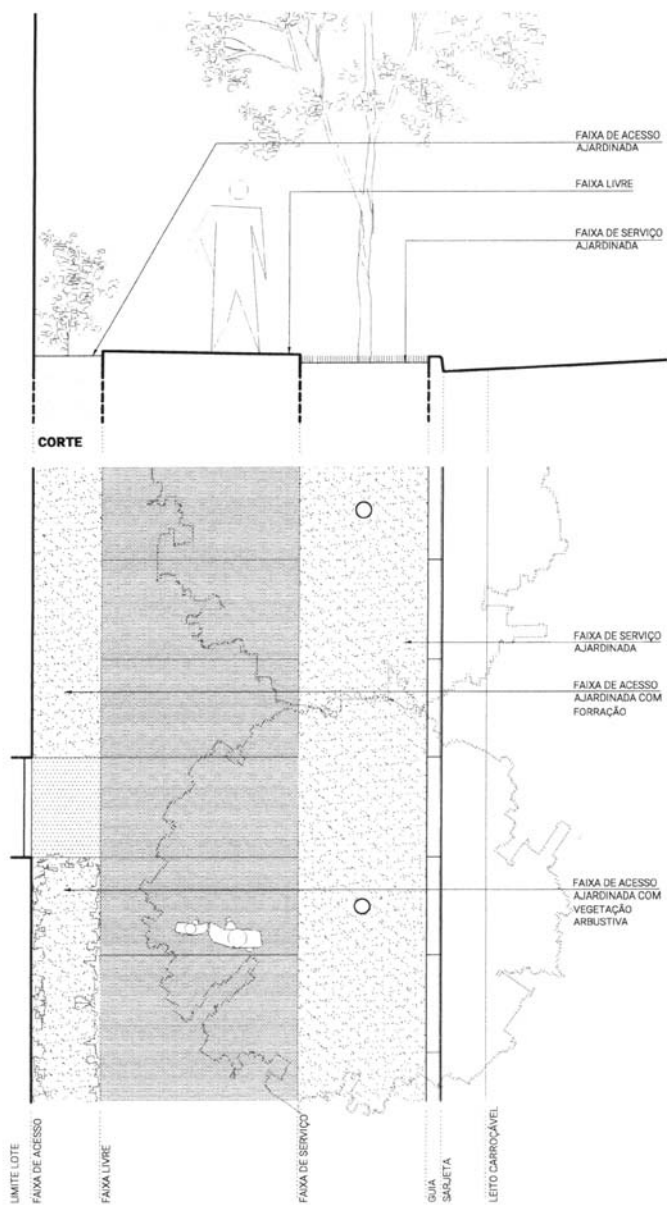 FAIXA DE ACESSO
AJARDINADA
FAIXA LIVRE
FAIXA DE SERVIÇO
AJARDINADA
CORTE
FAIXA DE SERVIÇO
AJARDINADA
FAIXA DE ACESSO
AJARDINADA COM
FORRAÇÃO
FAIXA DE ACESSO
AJARDINADA COM
VEGETAÇÃO
ARBUSTIVA
LIMITE LOTE
FAIXA DE ACESSO
FAIXA LIVRE
FAIXA DE SERVIÇO
GUIA
SARJETA
LEITO CARROÇÁVEL